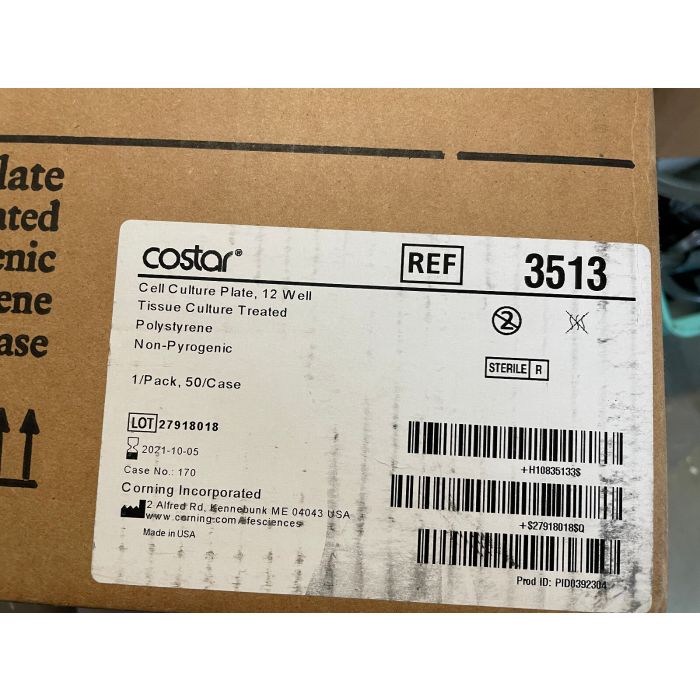 late
ated
enic
ene
ase
costar®
REF 3513
Cell Culture Plate, 12 Well
Tissue Culture Treated
Polystyrene
Non-Pyrogenic
2
STERILE R
1/Pack, 50/Case
LOT 27918018
2021-10-05
Case No.: 170
Corning Incorporated
2 Alfred Rd, Kennebunk ME 04043 USA
www.corning.com/lifesciences
Made in USA
+H10835133$
+$27918018$Q
Prod ID: PID0392304